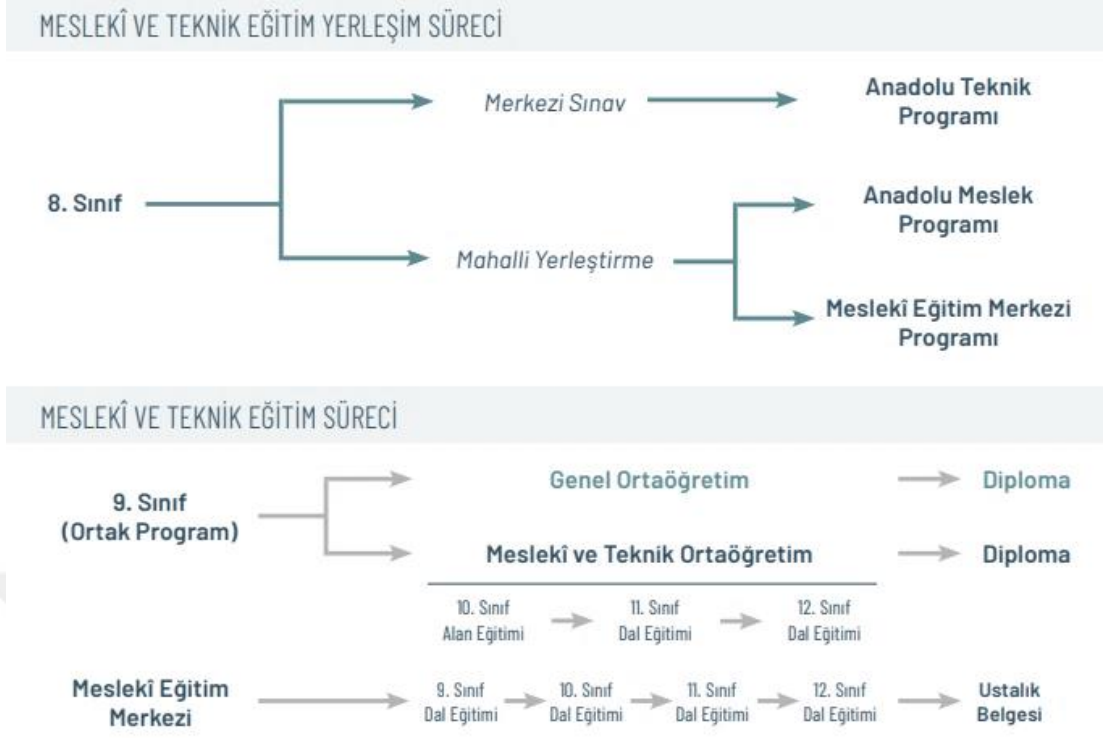 MESLEKÎ VE TEKNİK EĞİTİM YERLEŞİM SÜRECİ
8. Sınıf
Merkezi Sınav
Anadolu Teknik
Programı
Mahalli Yerleştirme
Anadolu Meslek
Programı
Meslekî Eğitim Merkezi
Programı
MESLEKÎ VE TEKNİK EĞİTİM SÜRECİ
9. Sınıf
(Ortak Program)
Genel Ortaöğretim
Diploma
Meslekî ve Teknik Ortaöğretim
Diploma
10. Sınıf
Alan Eğitimi
11. Sınıf
Dal Eğitimi
12. Sınıf
Dal Eğitimi
Meslekî Eğitim
Merkezi
9. Sınıf
Dal Eğitimi
10. Sınıf
Dal Eğitimi
11. Sınıf
Dal Eğitimi
12. Sınıf
Dal Eğitimi
Ustalık
Belgesi